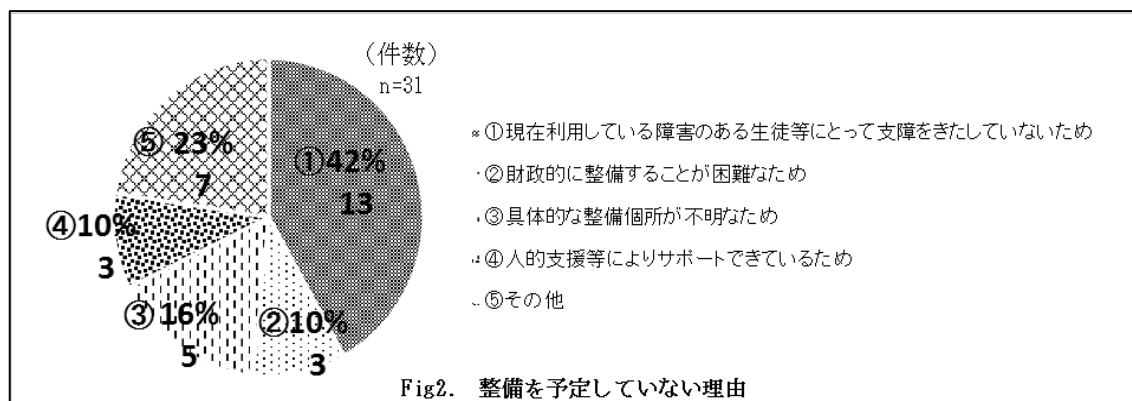 (件数)
n=31
①42%
13
②10%
3
③16%
5
④10%
3
⑤23%
7
①現在利用している障害のある生徒等にとって支障をきたしていないため
②財政的に整備することが困難なため
③具体的な整備個所が不明なため
④人的支援等によりサポートできているため
⑤その他
Fig2. 整備を予定していない理由